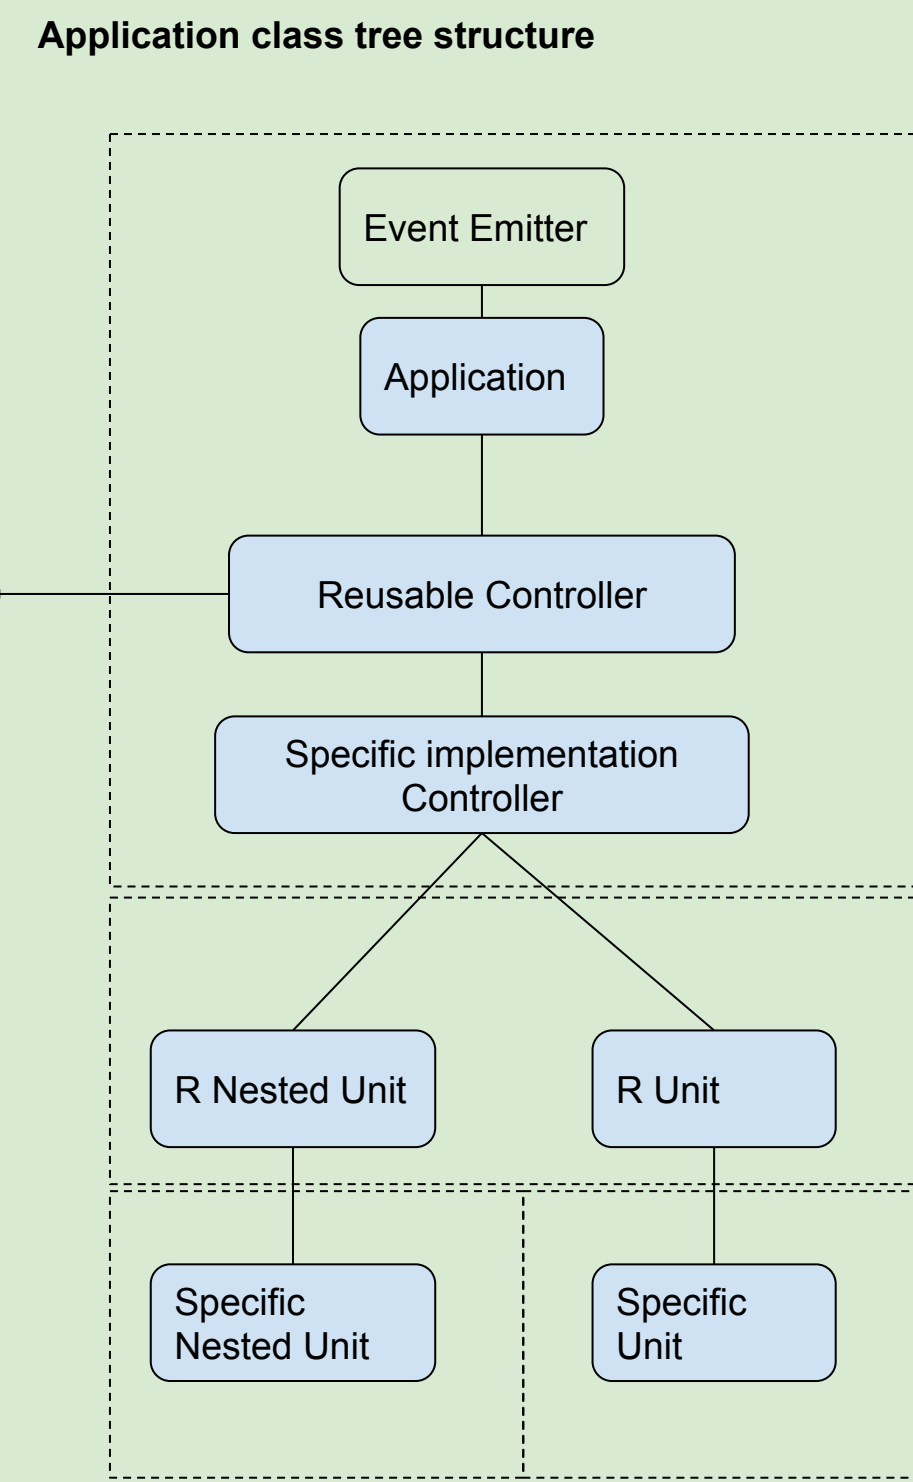 Application class tree structure
Event Emitter
Application
Reusable Controller
Specific implementation
Controller
R Nested Unit
R Unit
Specific
Nested Unit
Specific
Unit